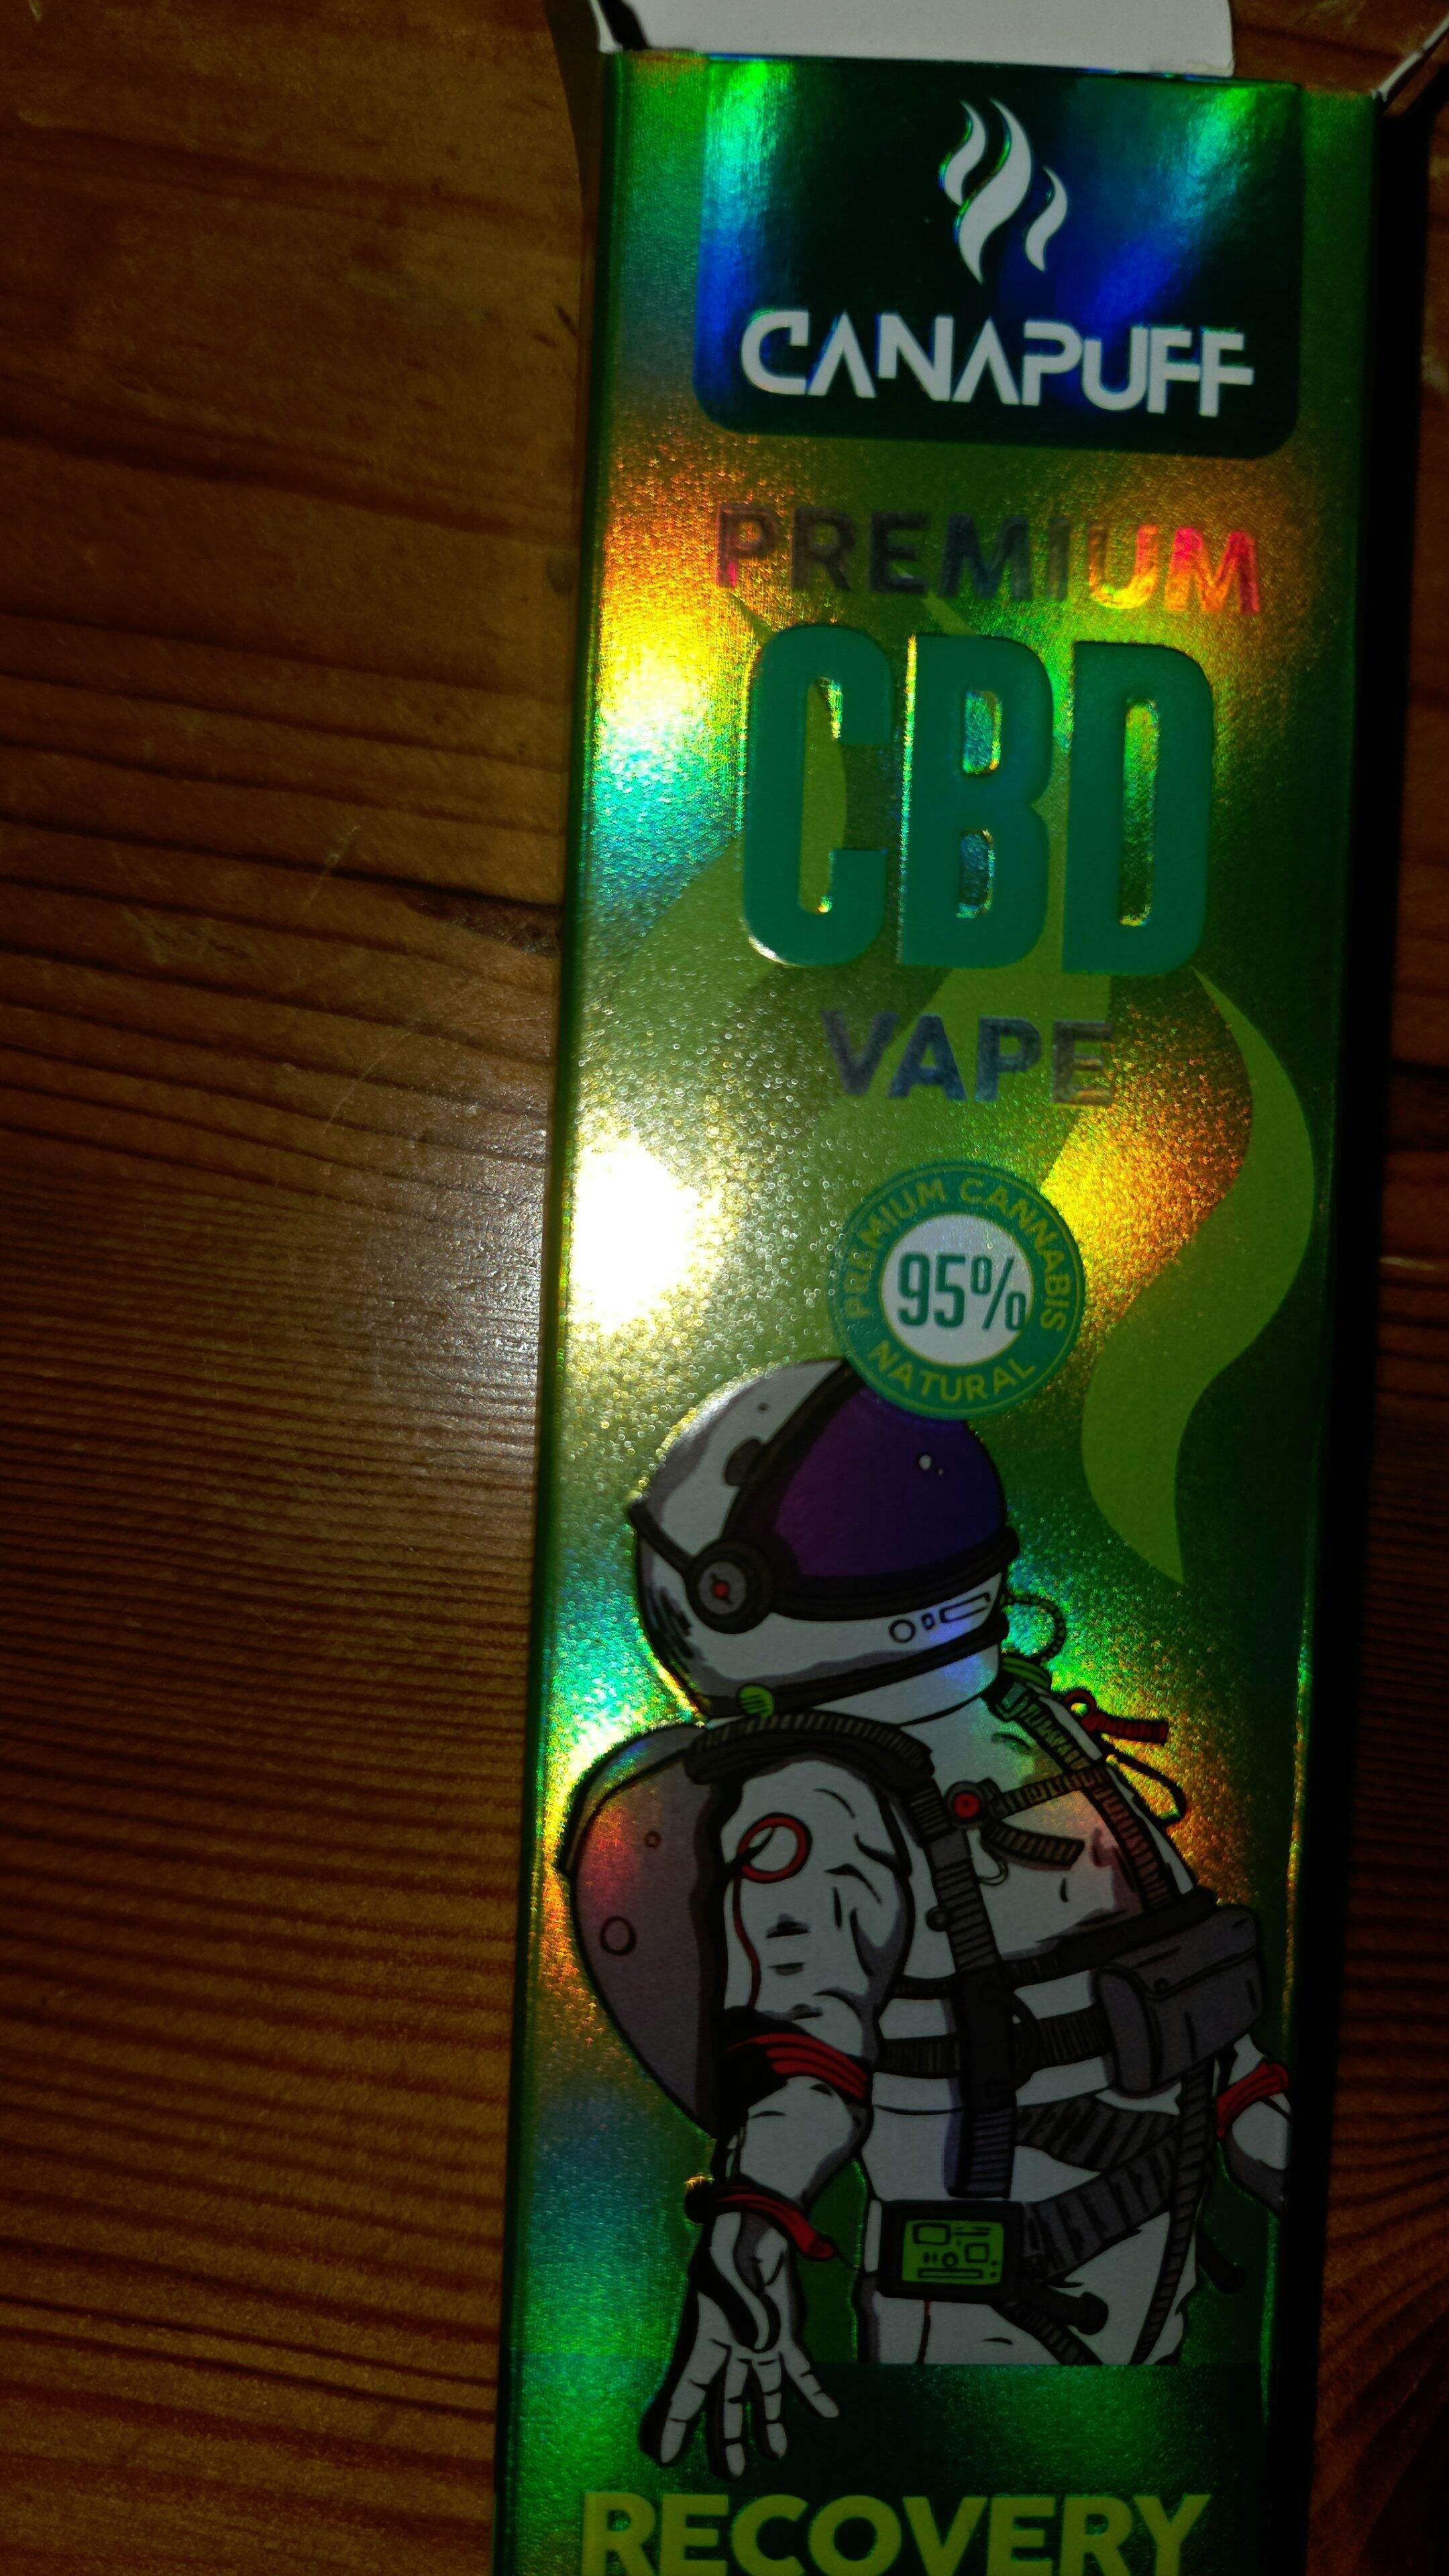 CANAPUFF
PREMIUM
CBD
VAPE
PREMIUM CANNABIS
95%
NATURAL
RECOVERY